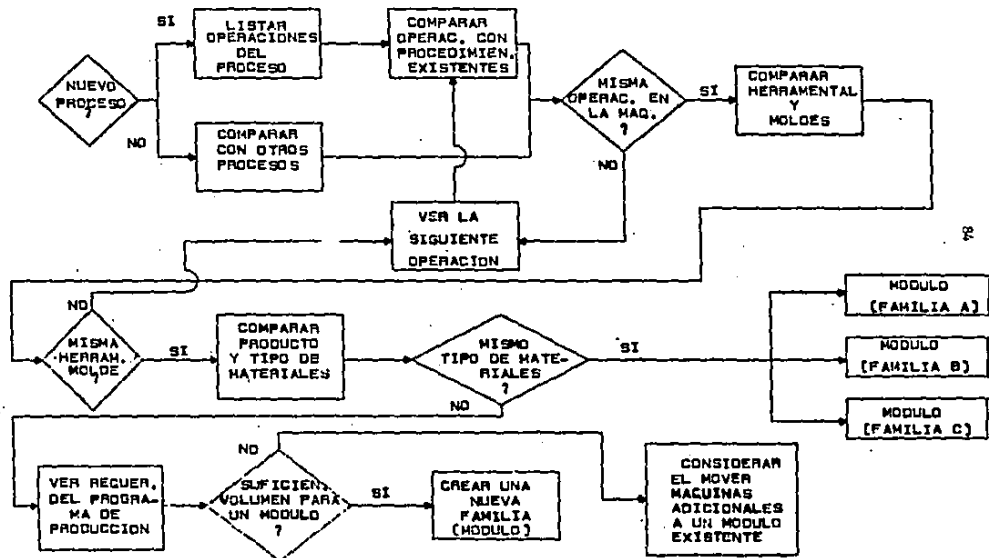 SI
LISTAR
OPERACIONES
DEL
PROCESO
COMPARAR
OPERAC. CON
PROCEDIMIEN.
EXISTENTES
NUEVO
PROCESO
?
NO
COMPARAR
CON OTROS
PROCESOS
MISMA
OPERAC. EN
LA MAQ.
?
SI
NO
COMPARAR
HERRAMENTAL
Y
MOLDES
VER LA
SIGUIENTE
OPERACION
84
NO
MISMA
HERRAM.
MOLDE
?
SI
COMPARAR
PRODUCTO
Y TIPO DE
MATERIALES
MISMO
TIPO DE MATE-
RIALES
?
SI
NO
MODULO
(FAMILIA A)
MODULO
(FAMILIA B)
MODULO
(FAMILIA C)
VER REQUER.
DEL PROGRA-
MA DE
PRODUCCION
NO
SUFICIEN.
VOLUMEN PARA
UN MODULO
?
SI
CREAR UNA
NUEVA
FAMILIA
(MODULO)
CONSIDERAR
EL MOVER
MAQUINAS
ADICIONALES
A UN MODULO
EXISTENTE